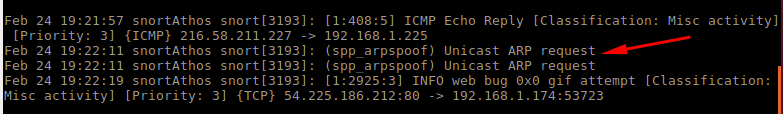 Feb 24 19:21:57 snortAthos snort[3193]: [1:408:5] ICMP Echo Reply [Classification: Misc activity]
[Priority: 3] {ICMP} 216.58.211.227 -> 192.168.1.225
Feb 24 19:22:11 snortAthos snort[3193]: (spp_arpspoof) Unicast ARP request
Feb 24 19:22:11 snortAthos snort[3193]: (spp_arpspoof) Unicast ARP request
Feb 24 19:22:19 snortAthos snort[3193]: [1:2925:3] INFO web bug 0x0 gif attempt [Classification:
Misc activity] [Priority: 3] {TCP} 54.225.186.212:80 -> 192.168.1.174:53723